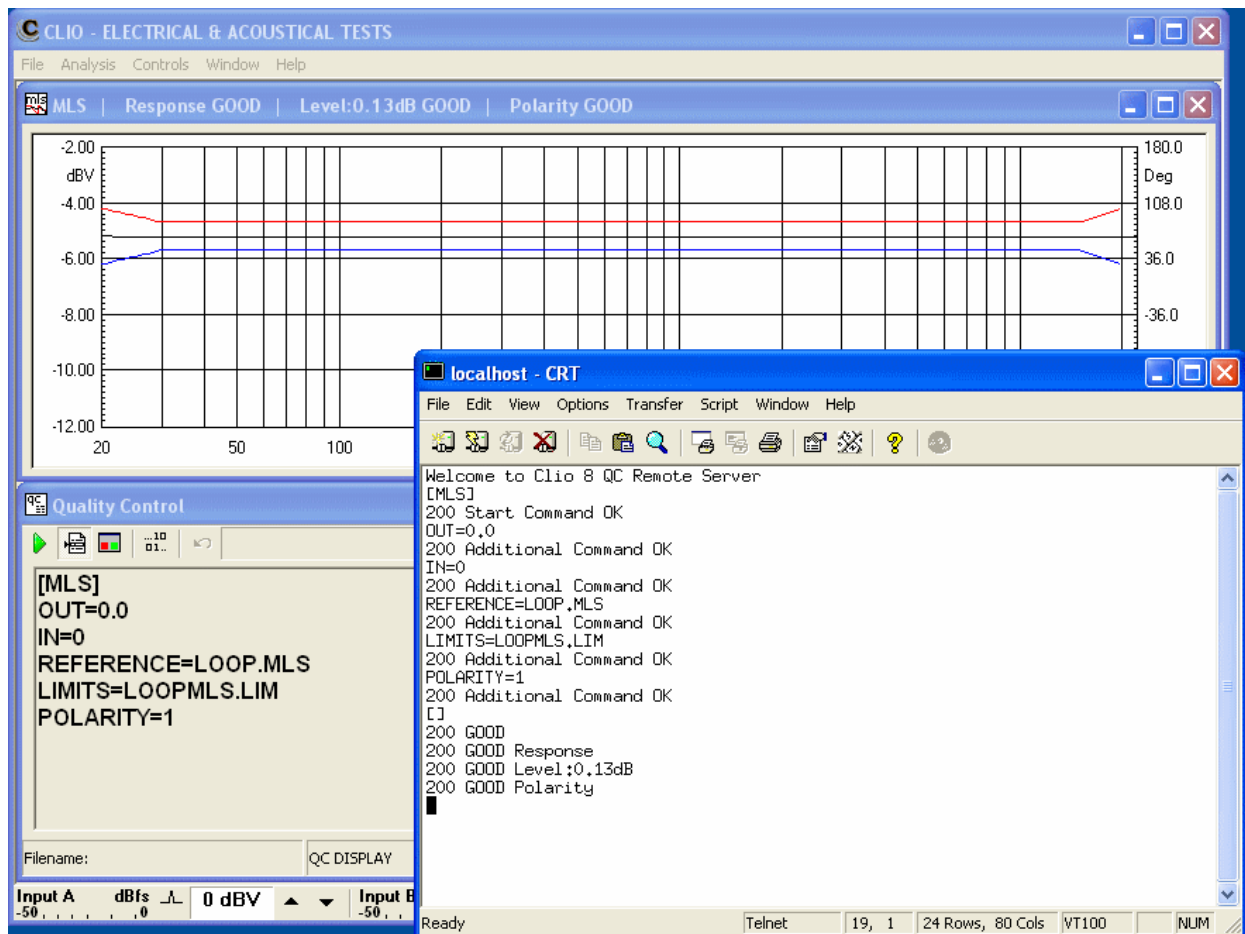 CLIO - ELECTRICAL & ACOUSTICAL TESTS
File Analysis Controls Window Help
mls MLS | Response GOOD | Level:0.13dB GOOD | Polarity GOOD
-2.00
dBV
-4.00
-6.00
-8.00
-10.00
-12.00
180.0
Deg
108.0
36.0
-36.0
20 50 100
qc Quality Control
...10
01..
[MLS]
OUT=0.0
IN=0
REFERENCE=LOOP.MLS
LIMITS=LOOPMLS.LIM
POLARITY=1
Filename: QC DISPLAY
Input A dBfs 0 dBV Input B
-50 0 -50
localhost - CRT
File Edit View Options Transfer Script Window Help
Welcome to Clio 8 QC Remote Server
[MLS]
200 Start Command OK
OUT=0.0
200 Additional Command OK
IN=0
200 Additional Command OK
REFERENCE=LOOP.MLS
200 Additional Command OK
LIMITS=LOOPMLS.LIM
200 Additional Command OK
POLARITY=1
200 Additional Command OK
[]
200 GOOD
200 GOOD Response
200 GOOD Level:0.13dB
200 GOOD Polarity
Ready Telnet 19, 1 24 Rows, 80 Cols VT100 NUM